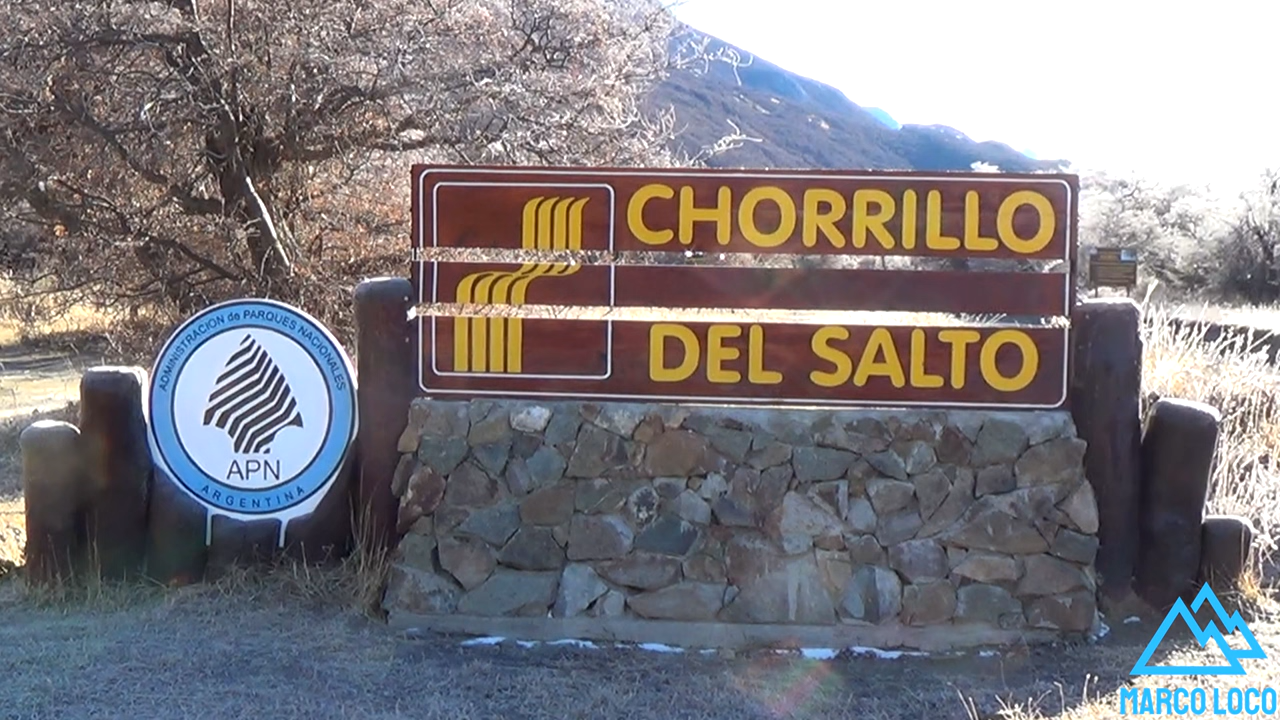 CHORRILLO
DEL SALTO
ADMINISTRACION de PARQUES NACIONALES
APN
ARGENTINA
MARCO LOCO